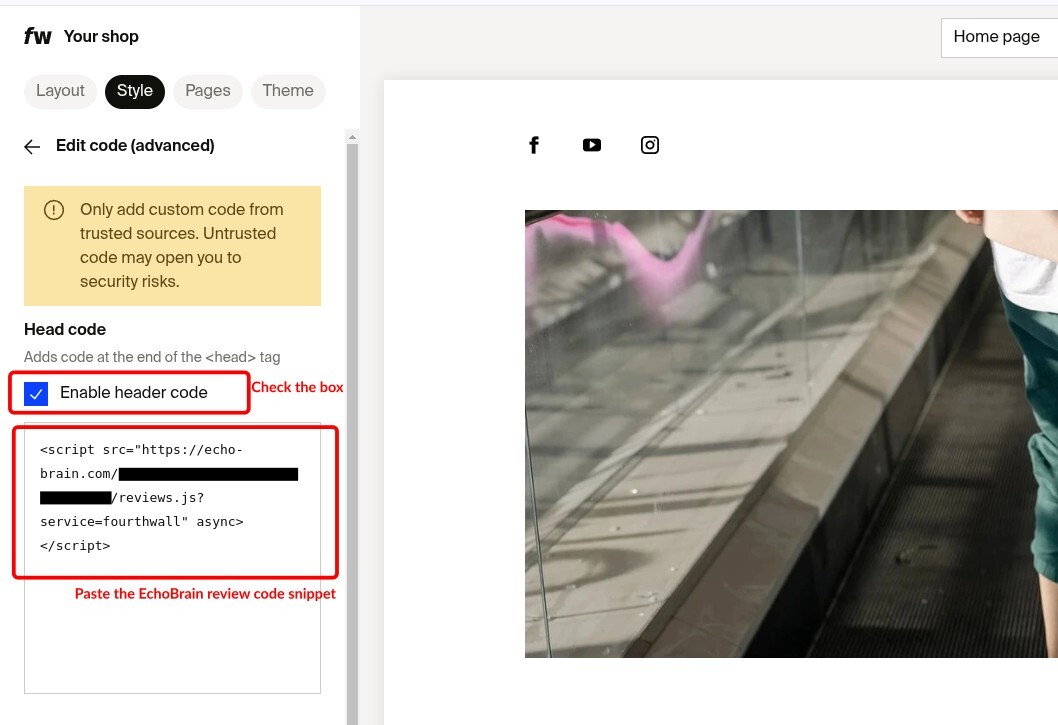 fw Your shop
Home page
Layout Style Pages Theme
Edit code (advanced)
Only add custom code from
trusted sources. Untrusted
code may open you to
security risks.
Head code
Adds code at the end of the <head> tag
Enable header code
Check the box
<script src="https://echo-
brain.com/
/reviews.js?
service=fourthwall" async>
</script>
Paste the EchoBrain review code snippet